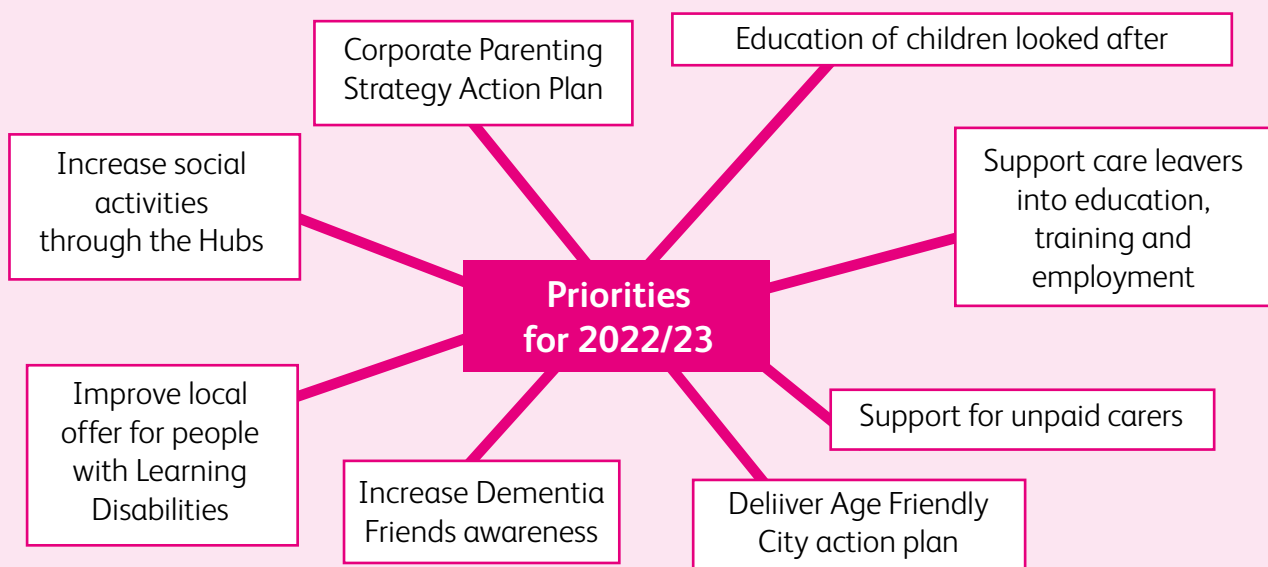 Corporate Parenting
Strategy Action Plan
Education of children looked after
Increase social
activities
through the Hubs
Support care leavers
into education,
training and
employment
Priorities
for 2022/23
Improve local
offer for people
with Learning
Disabilities
Support for unpaid carers
Increase Dementia
Friends awareness
Deliiver Age Friendly
City action plan